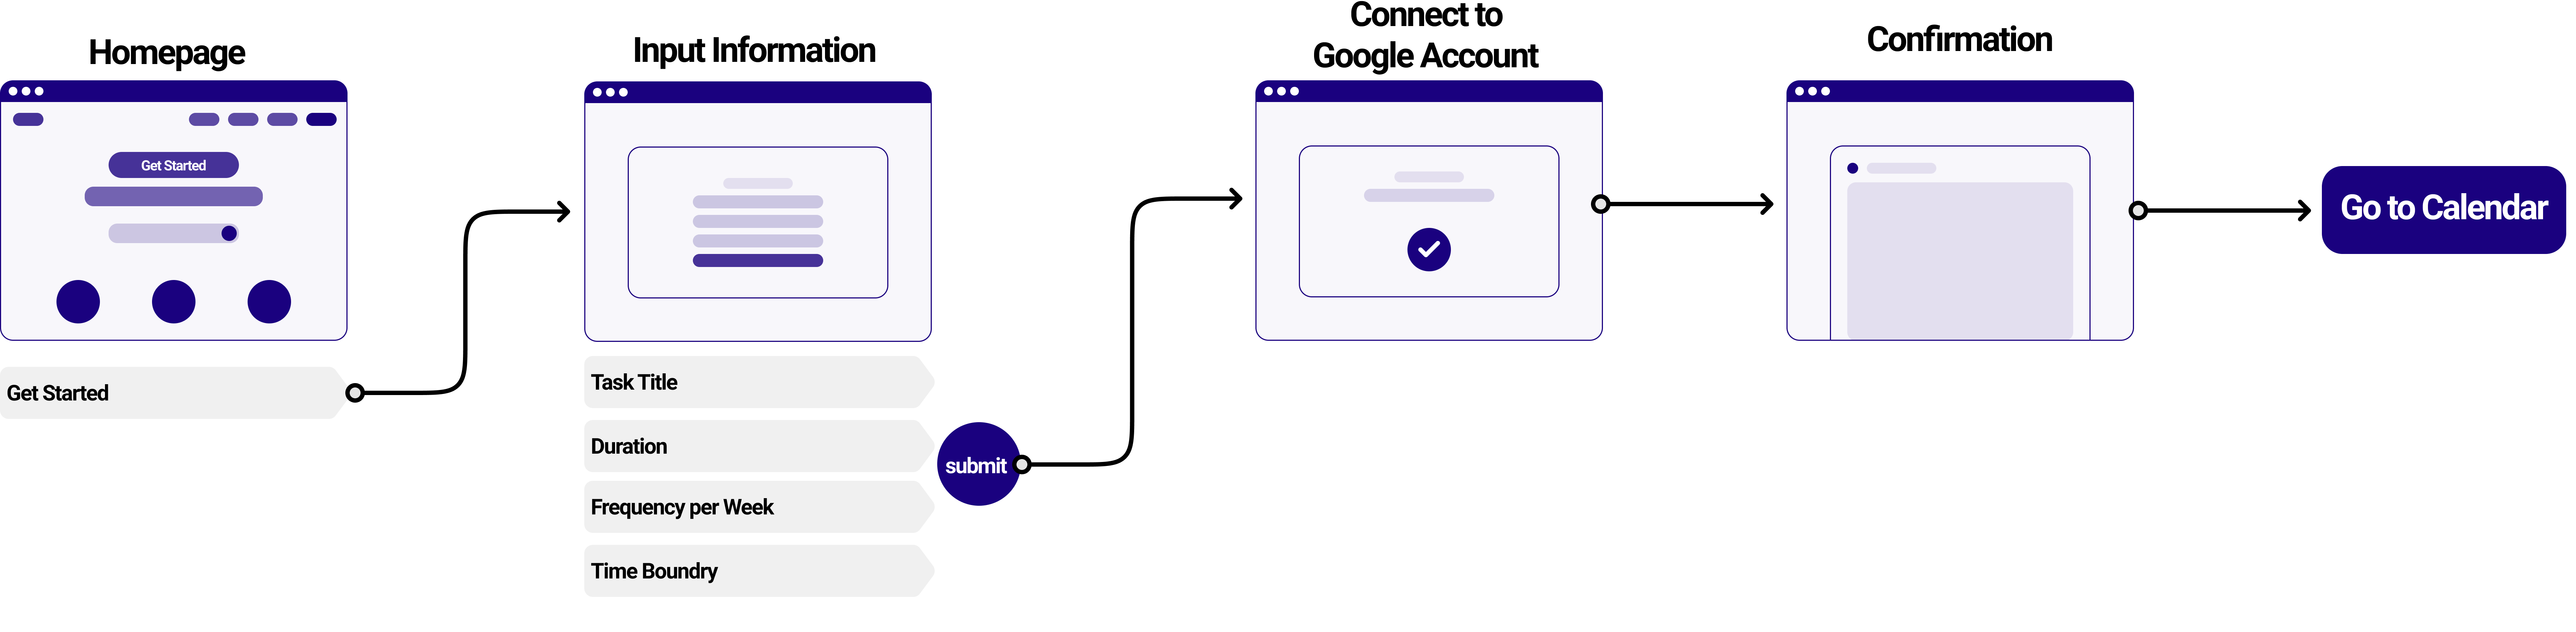 Homepage
Get Started
Get Started
Input Information
Task Title
Duration
Frequency per Week
Time Boundry
submit
Connect to
Google Account
Confirmation
Go to Calendar